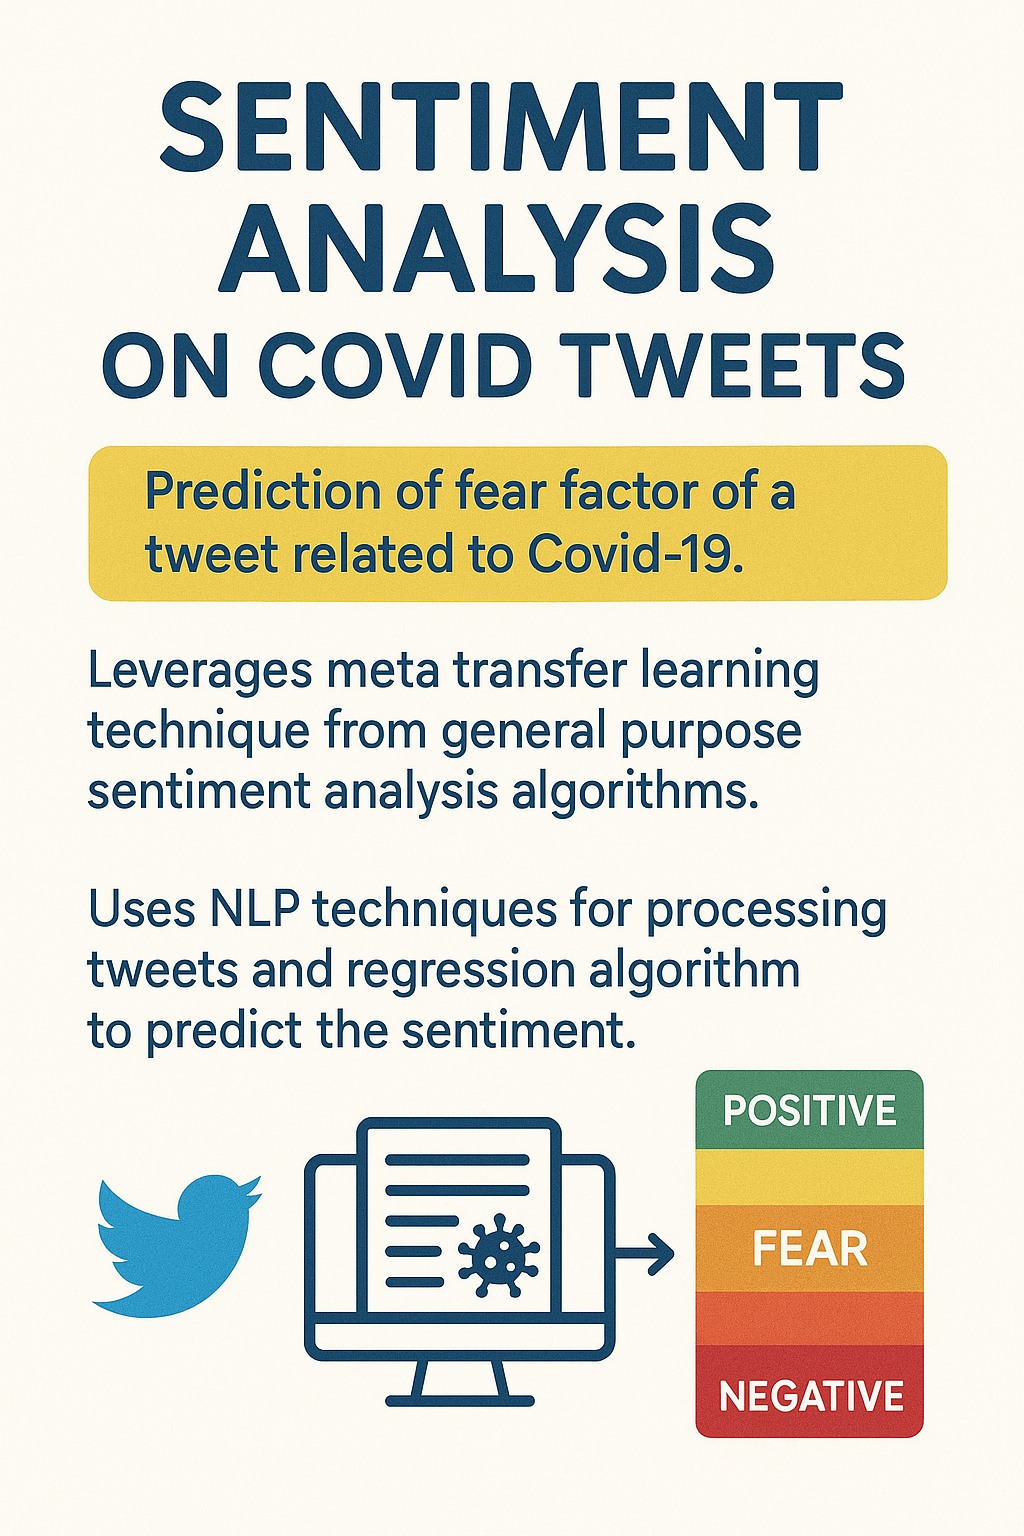 SENTIMENT
ANALYSIS
ON COVID TWEETS
Prediction of fear factor of a
tweet related to Covid-19.
Leverages meta transfer learning
technique from general purpose
sentiment analysis algorithms.
Uses NLP techniques for processing
tweets and regression algorithm
to predict the sentiment.
POSITIVE
FEAR
NEGATIVE